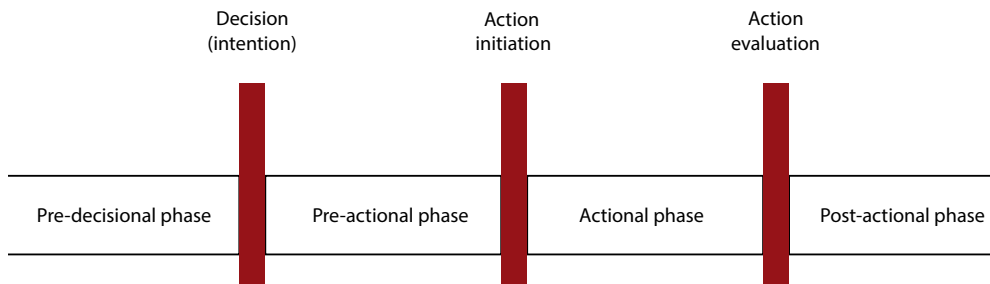 Decision
(intention)
Action
initiation
Action
evaluation
Pre-decisional phase
Pre-actional phase
Actional phase
Post-actional phase